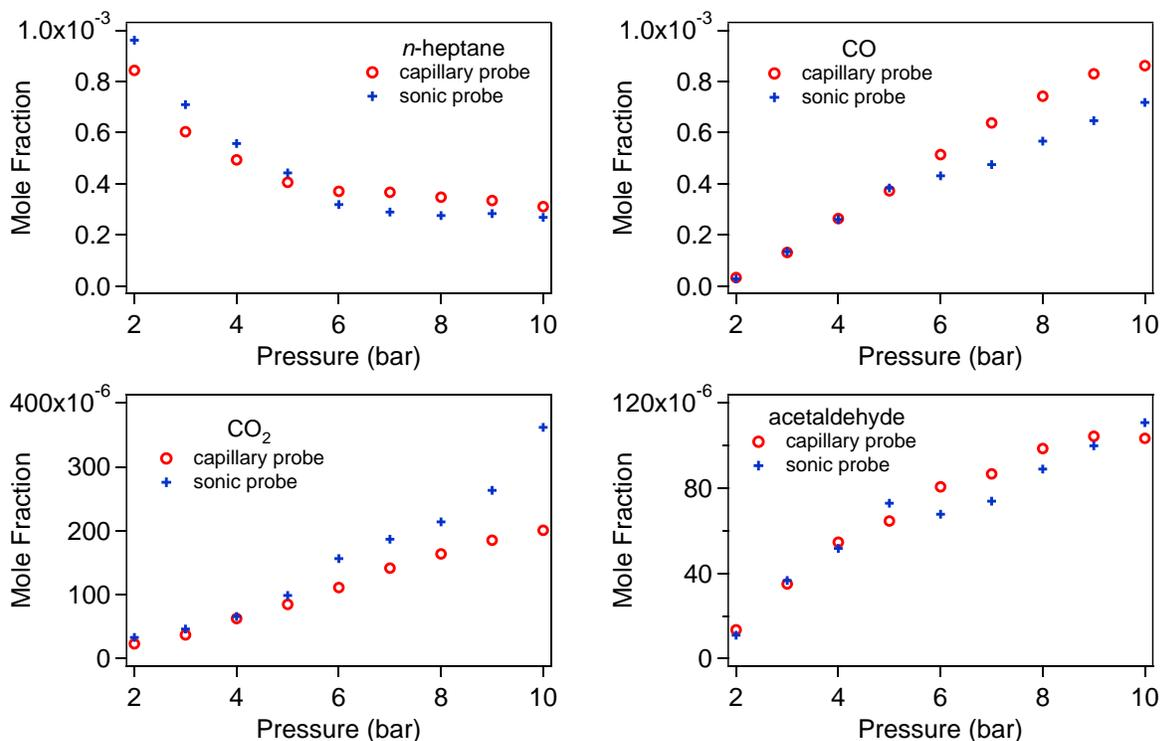 1.0x10⁻³
0.8
0.6
0.4
0.2
0.0
Mole Fraction
n-heptane
capillary probe
sonic probe
2 4 6 8 10
Pressure (bar)
1.0x10⁻³
0.8
0.6
0.4
0.2
0.0
Mole Fraction
CO
capillary probe
sonic probe
2 4 6 8 10
Pressure (bar)
400x10⁻⁶
300
200
100
0
Mole Fraction
CO₂
capillary probe
sonic probe
2 4 6 8 10
Pressure (bar)
120x10⁻⁶
80
40
0
Mole Fraction
acetaldehyde
capillary probe
sonic probe
2 4 6 8 10
Pressure (bar)